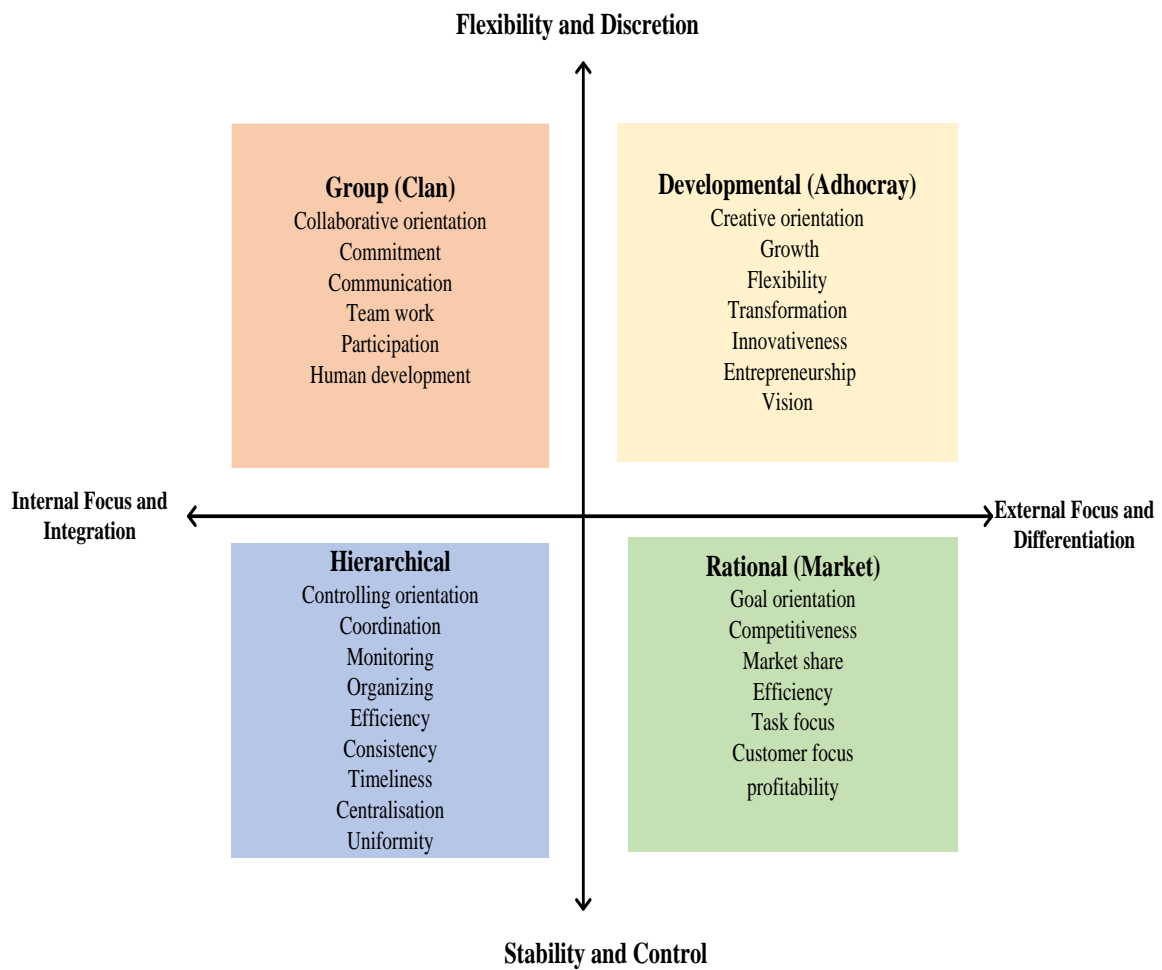 Flexibility and Discretion
Group (Clan)
Collaborative orientation
Commitment
Communication
Team work
Participation
Human development
Developmental (Adhocray)
Creative orientation
Growth
Flexibility
Transformation
Innovativeness
Entrepreneurship
Vision
Internal Focus and
Integration
External Focus and
Differentiation
Hierarchical
Controlling orientation
Coordination
Monitoring
Organizing
Efficiency
Consistency
Timeliness
Centralisation
Uniformity
Rational (Market)
Goal orientation
Competitiveness
Market share
Efficiency
Task focus
Customer focus
profitability
Stability and Control